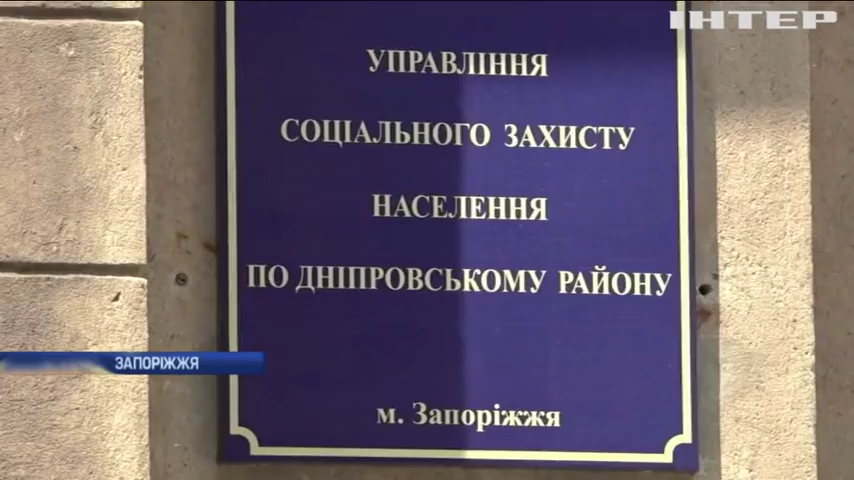 ІНТЕР
УПРАВЛІННЯ
СОЦІАЛЬНОГО ЗАХИСТУ
НАСЕЛЕННЯ
ПО ДНІПРОВСЬКОМУ РАЙОНУ
ЗАПОРІЖЖЯ
м. Запоріжжя